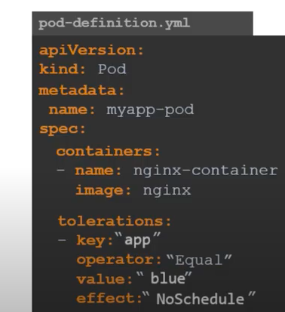 pod-definition.yml
apiVersion:
kind: Pod
metadata:
 name: myapp-pod
spec:
  containers:
  - name: nginx-container
    image: nginx
  tolerations:
  - key:“app”
    operator:“Equal”
    value:“ blue”
    effect:“ NoSchedule”